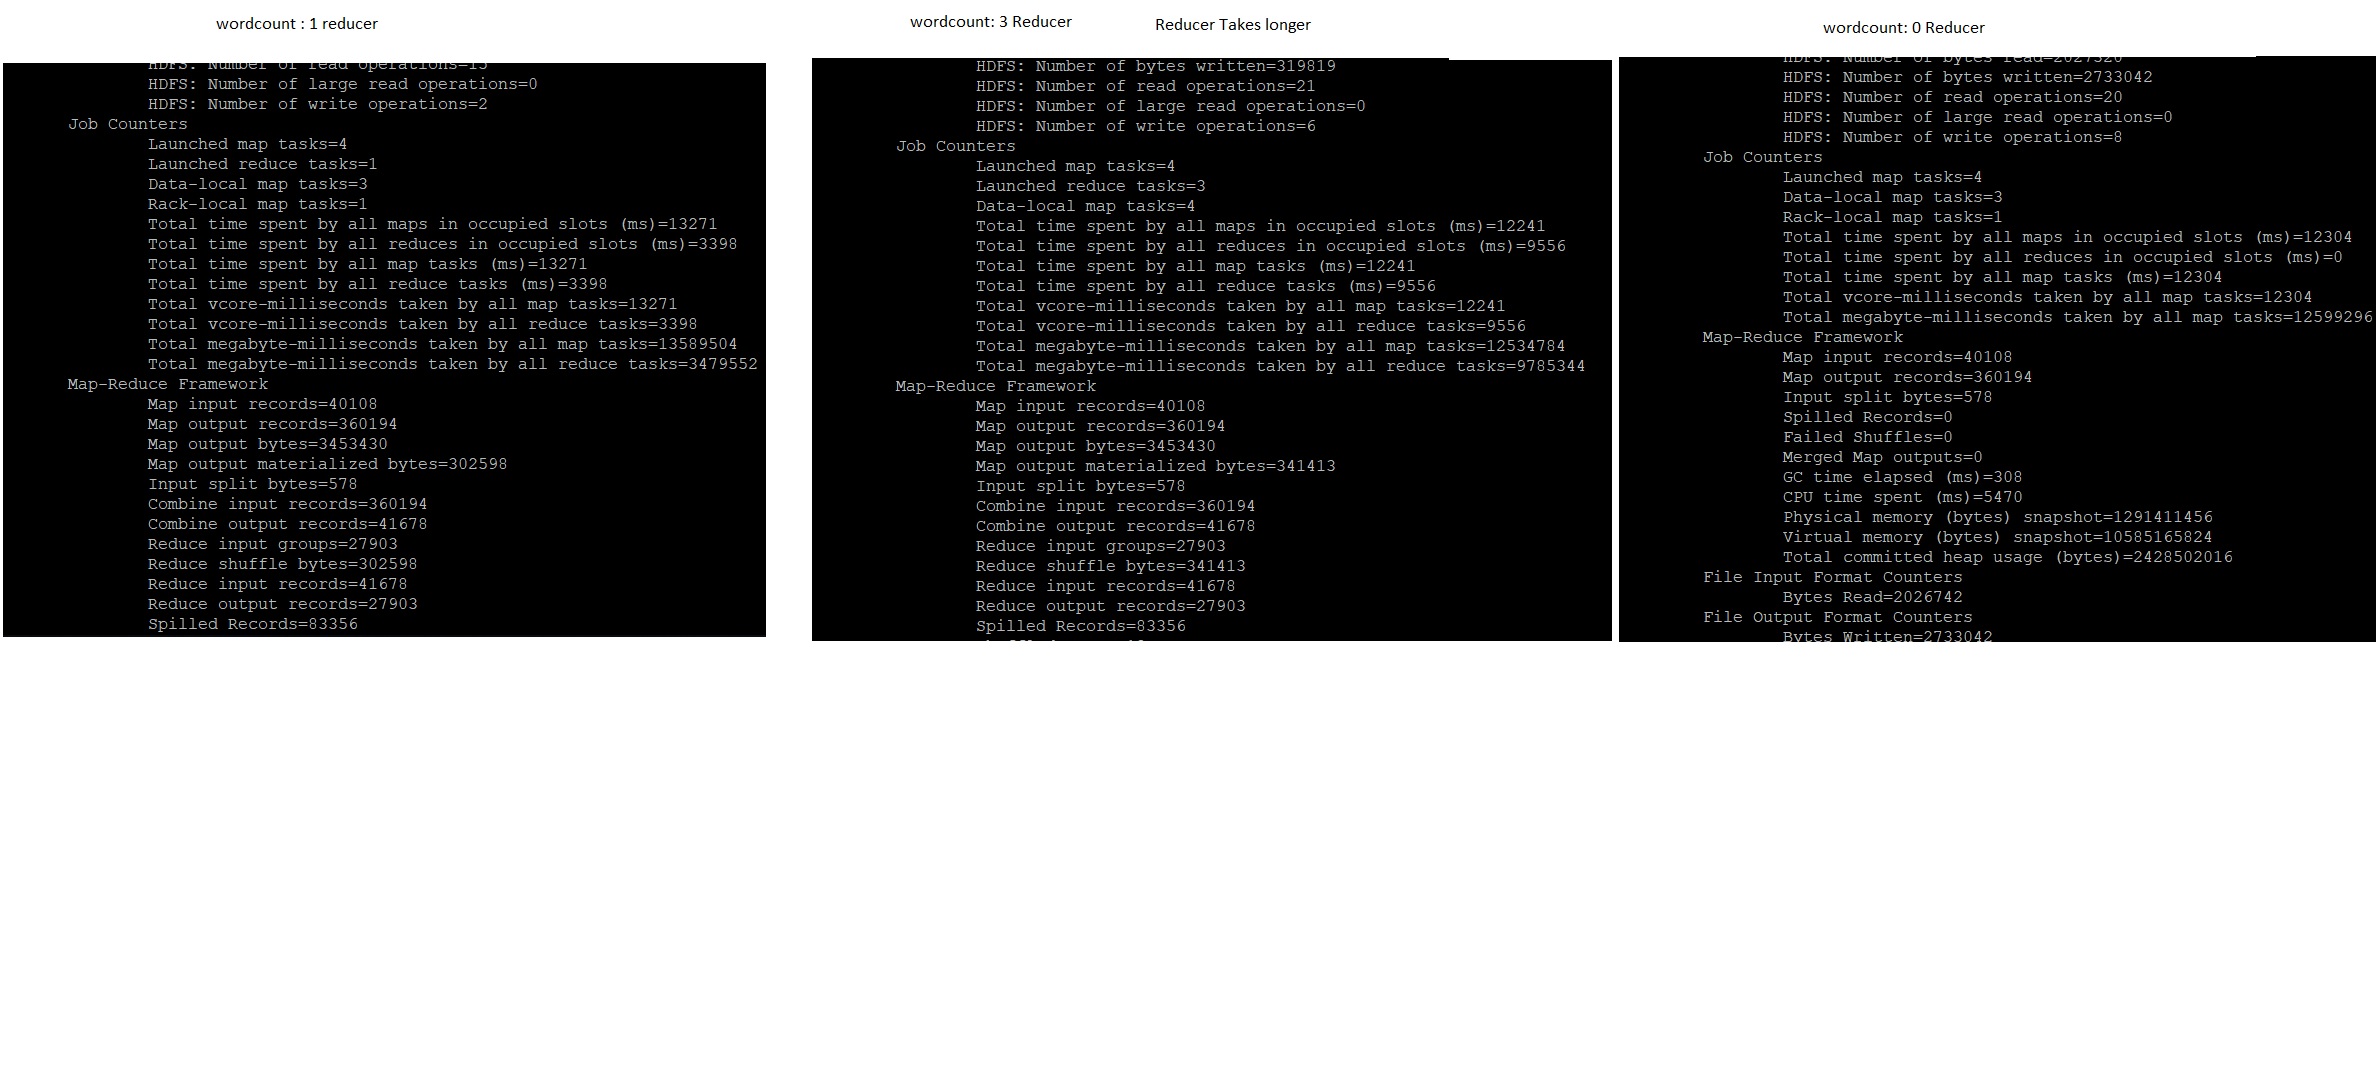 wordcount : 1 reducer
HDFS: Number of read operations=15
HDFS: Number of large read operations=0
HDFS: Number of write operations=2
Job Counters
Launched map tasks=4
Launched reduce tasks=1
Data-local map tasks=3
Rack-local map tasks=1
Total time spent by all maps in occupied slots (ms)=13271
Total time spent by all reduces in occupied slots (ms)=3398
Total time spent by all map tasks (ms)=13271
Total time spent by all reduce tasks (ms)=3398
Total vcore-milliseconds taken by all map tasks=13271
Total vcore-milliseconds taken by all reduce tasks=3398
Total megabyte-milliseconds taken by all map tasks=13589504
Total megabyte-milliseconds taken by all reduce tasks=3479552
Map-Reduce Framework
Map input records=40108
Map output records=360194
Map output bytes=3453430
Map output materialized bytes=302598
Input split bytes=578
Combine input records=360194
Combine output records=41678
Reduce input groups=27903
Reduce shuffle bytes=302598
Reduce input records=41678
Reduce output records=27903
Spilled Records=83356
wordcount: 3 Reducer
Reducer Takes longer
HDFS: Number of bytes written=319819
HDFS: Number of read operations=21
HDFS: Number of large read operations=0
HDFS: Number of write operations=6
Job Counters
Launched map tasks=4
Launched reduce tasks=3
Data-local map tasks=4
Total time spent by all maps in occupied slots (ms)=12241
Total time spent by all reduces in occupied slots (ms)=9556
Total time spent by all map tasks (ms)=12241
Total time spent by all reduce tasks (ms)=9556
Total vcore-milliseconds taken by all map tasks=12241
Total vcore-milliseconds taken by all reduce tasks=9556
Total megabyte-milliseconds taken by all map tasks=12534784
Total megabyte-milliseconds taken by all reduce tasks=9785344
Map-Reduce Framework
Map input records=40108
Map output records=360194
Map output bytes=3453430
Map output materialized bytes=341413
Input split bytes=578
Combine input records=360194
Combine output records=41678
Reduce input groups=27903
Reduce shuffle bytes=341413
Reduce input records=41678
Reduce output records=27903
Spilled Records=83356
wordcount: 0 Reducer
HDFS: Number of bytes read=2027320
HDFS: Number of bytes written=2733042
HDFS: Number of read operations=20
HDFS: Number of large read operations=0
HDFS: Number of write operations=8
Job Counters
Launched map tasks=4
Data-local map tasks=3
Rack-local map tasks=1
Total time spent by all maps in occupied slots (ms)=12304
Total time spent by all reduces in occupied slots (ms)=0
Total time spent by all map tasks (ms)=12304
Total vcore-milliseconds taken by all map tasks=12304
Total megabyte-milliseconds taken by all map tasks=12599296
Map-Reduce Framework
Map input records=40108
Map output records=360194
Input split bytes=578
Spilled Records=0
Failed Shuffles=0
Merged Map outputs=0
GC time elapsed (ms)=308
CPU time spent (ms)=5470
Physical memory (bytes) snapshot=1291411456
Virtual memory (bytes) snapshot=10585165824
Total committed heap usage (bytes)=2428502016
File Input Format Counters
Bytes Read=2026742
File Output Format Counters
Bytes Written=2733042